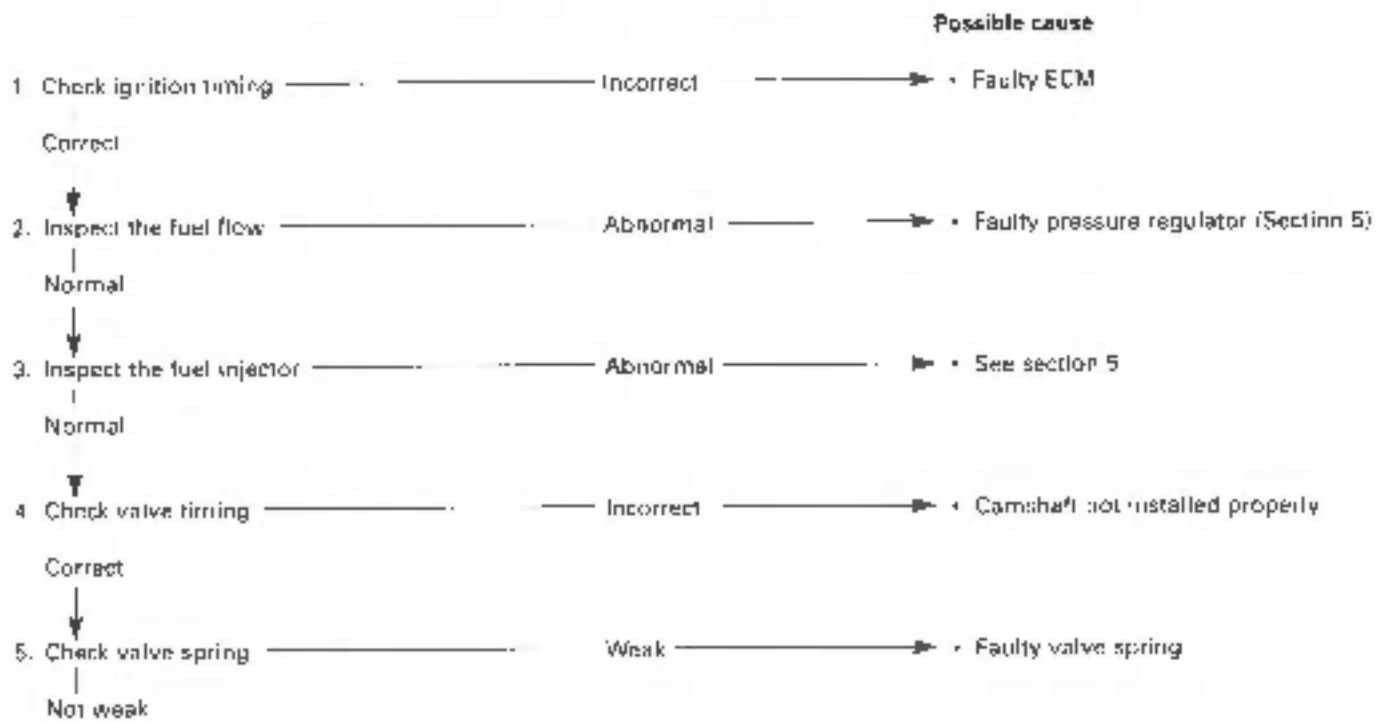 Possible cause
1. Check ignition timing Incorrect • Faulty ECM
Correct
2. Inspect the fuel flow Abnormal • Faulty pressure regulator (Section 5)
Normal
3. Inspect the fuel injector Abnormal • See section 5
Normal
4. Check valve timing Incorrect • Camshaft not installed properly
Correct
5. Check valve spring Weak • Faulty valve spring
Not weak